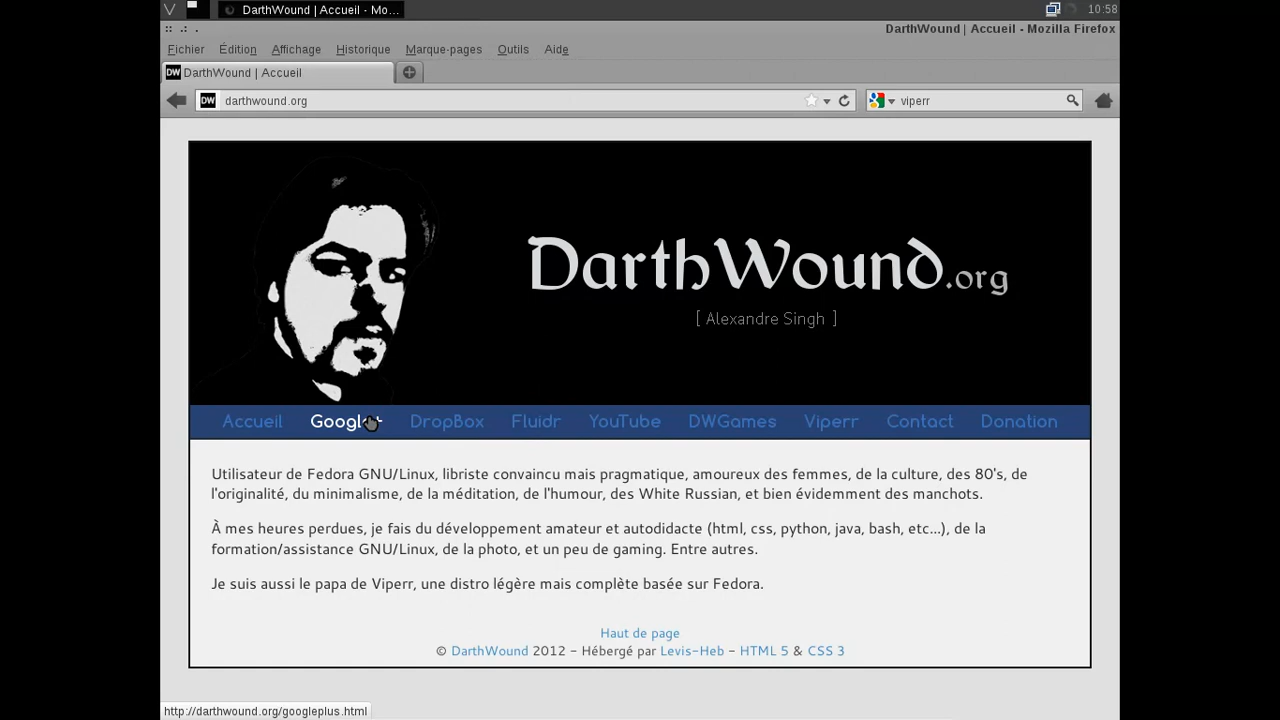 DarthWound | Accueil - Mo...
10:58
DarthWound | Accueil - Mozilla Firefox
Fichier Édition Affichage Historique Marque-pages Outils Aide
DW DarthWound | Accueil
DW darthwound.org
viperr
DarthWound.org
[ Alexandre Singh ]
Accueil Google+ DropBox Fluidr YouTube DWGames Viperr Contact Donation
Utilisateur de Fedora GNU/Linux, libriste convaincu mais pragmatique, amoureux des femmes, de la culture, des 80's, de
l'originalité, du minimalisme, de la méditation, de l'humour, des White Russian, et bien évidemment des manchots.
À mes heures perdues, je fais du développement amateur et autodidacte (html, css, python, java, bash, etc...), de la
formation/assistance GNU/Linux, de la photo, et un peu de gaming. Entre autres.
Je suis aussi le papa de Viperr, une distro légère mais complète basée sur Fedora.
Haut de page
© DarthWound 2012 - Hébergé par Levis-Heb - HTML 5 & CSS 3
http://darthwound.org/googleplus.html